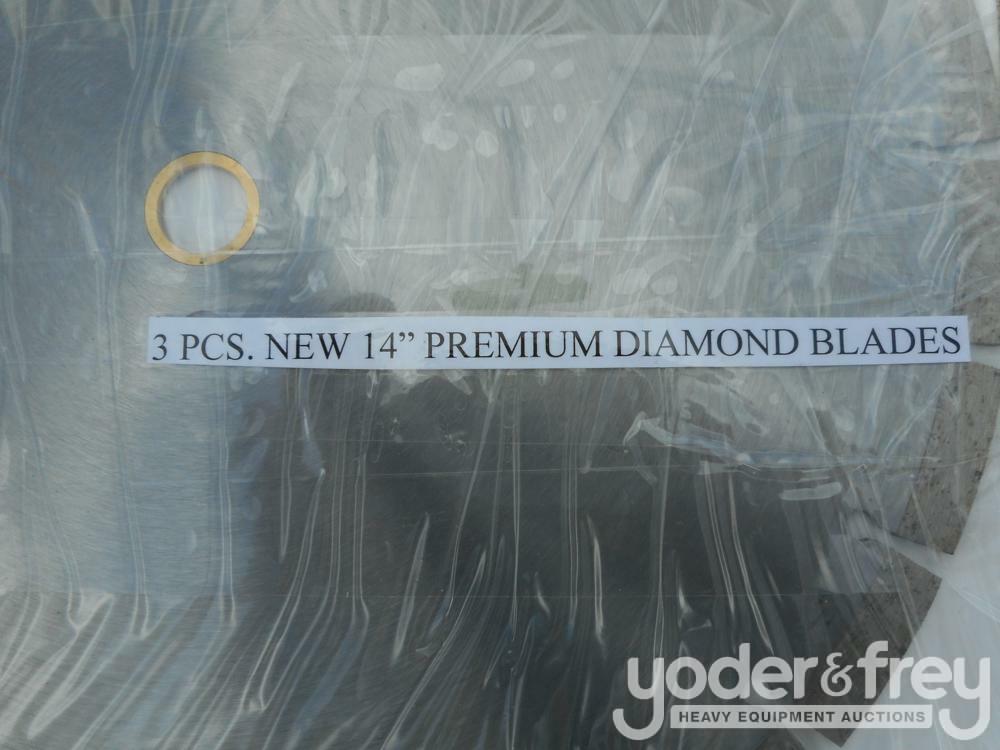 3 PCS. NEW 14” PREMIUM DIAMOND BLADES
yoder&frey
HEAVY EQUIPMENT AUCTIONS